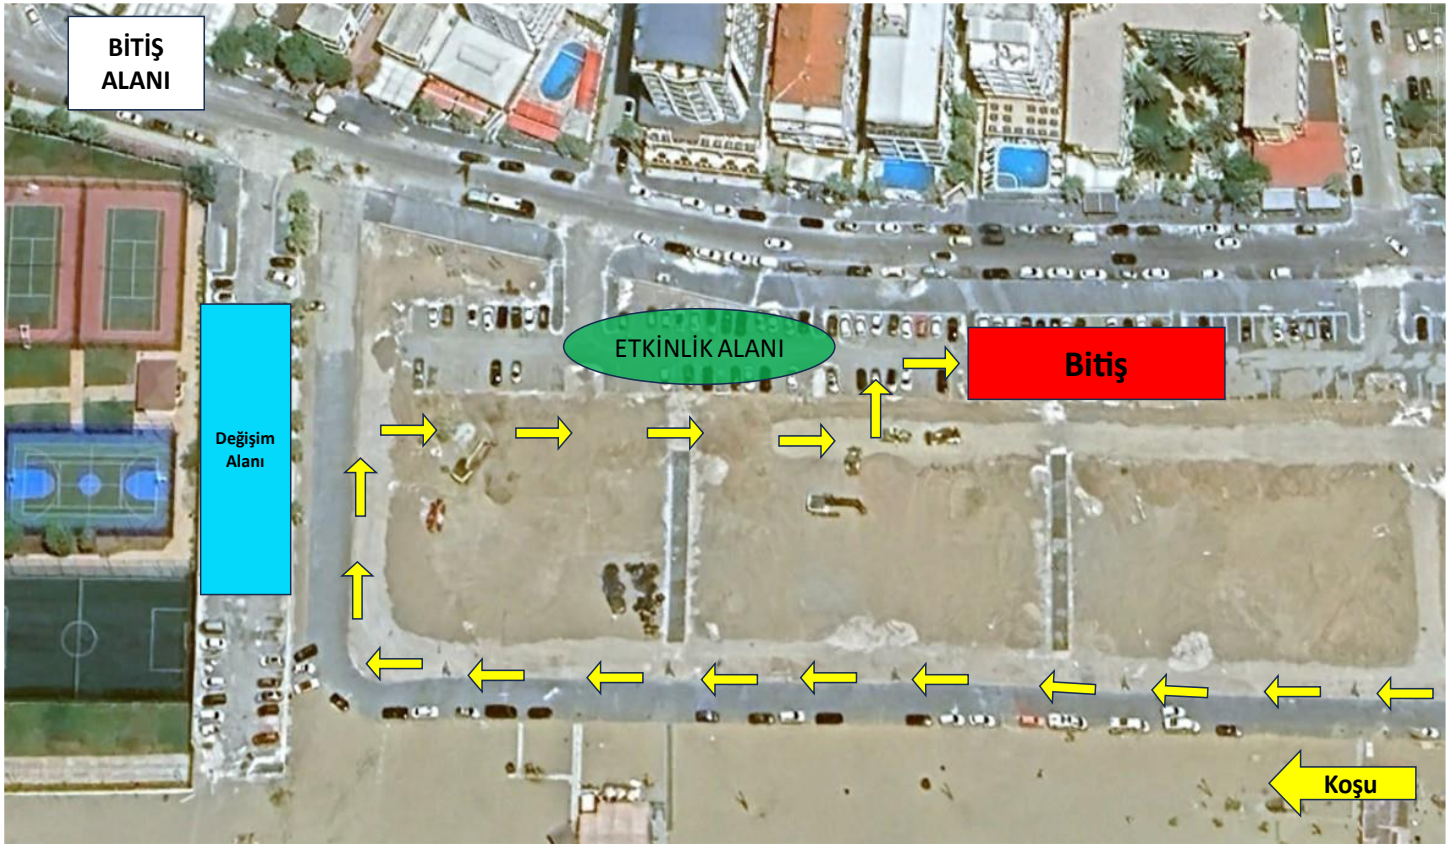 BİTİŞ
ALANI
ETKİNLİK ALANI
Bitiş
Değişim
Alanı
Koşu